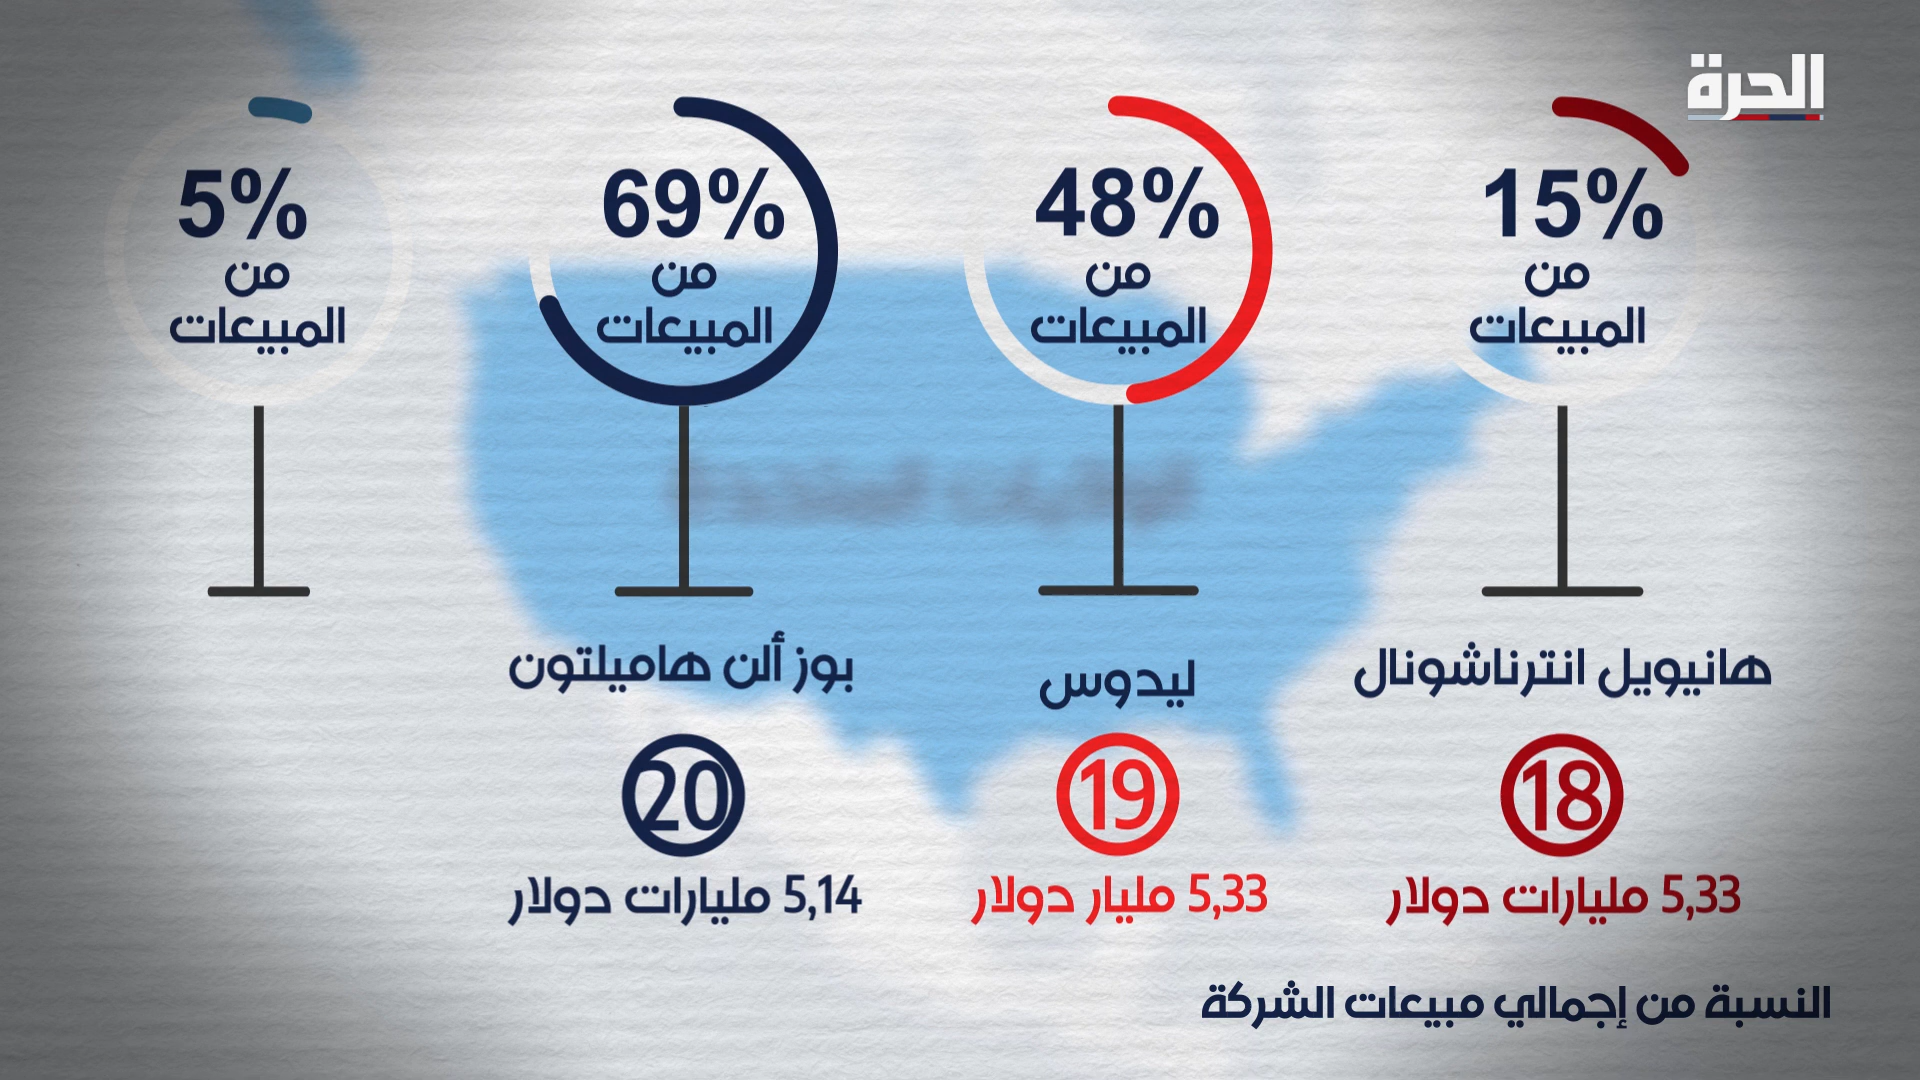 الحرة
15%
من
المبيعات
48%
من
المبيعات
69%
من
المبيعات
5%
من
المبيعات
هانيويل انترناشونال
ليدوس
بوز ألن هاميلتون
18
19
20
5,33 مليارات دولار
5,33 مليار دولار
5,14 مليارات دولار
النسبة من إجمالي مبيعات الشركة